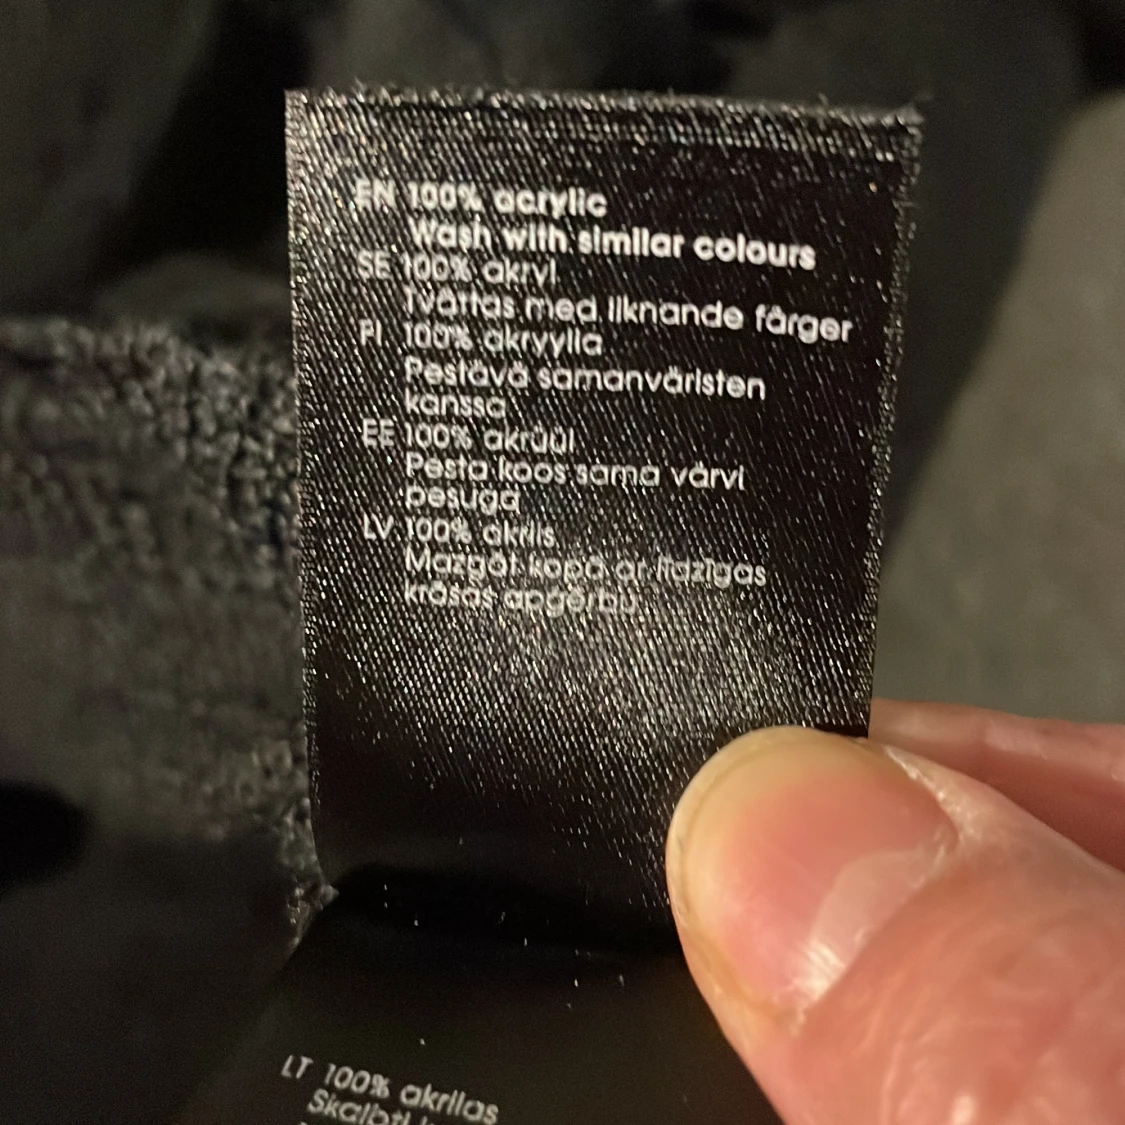 EN 100% acrylic
Wash with similar colours
SE 100% akryl
Tvättas med liknande färger
FI 100% akryylia
Pestävä samanväristen
kanssa
EE 100% akrüül
Pesta koos sama värvi
pesuga
LV 100% akrils
Mazgāt kopā ar līdzīgas
krāsas apģērbu
LT 100% akrilas
Skalbti